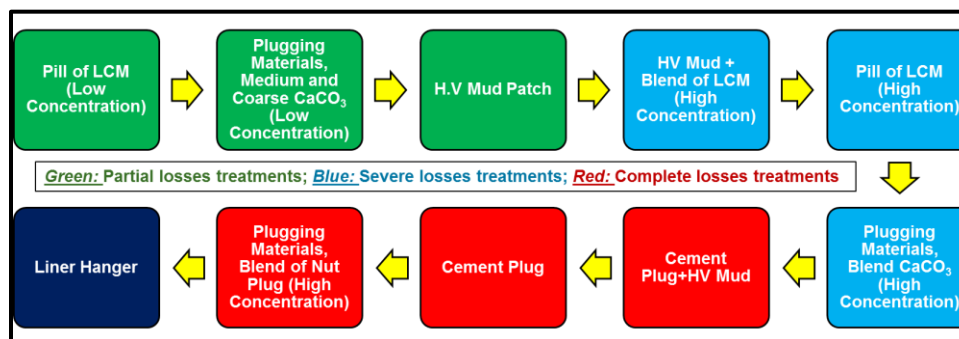 Pill of LCM
(Low
Concentration)
Plugging
Materials,
Medium and
Coarse CaCO₃
(Low
Concentration)
H.V Mud Patch
HV Mud +
Blend of LCM
(High
Concentration)
Pill of LCM
(High
Concentration)
Green: Partial losses treatments; Blue: Severe losses treatments; Red: Complete losses treatments
Liner Hanger
Plugging
Materials,
Blend of Nut
Plug (High
Concentration)
Cement Plug
Cement
Plug+HV Mud
Plugging
Materials,
Blend CaCO₃
(High
Concentration)